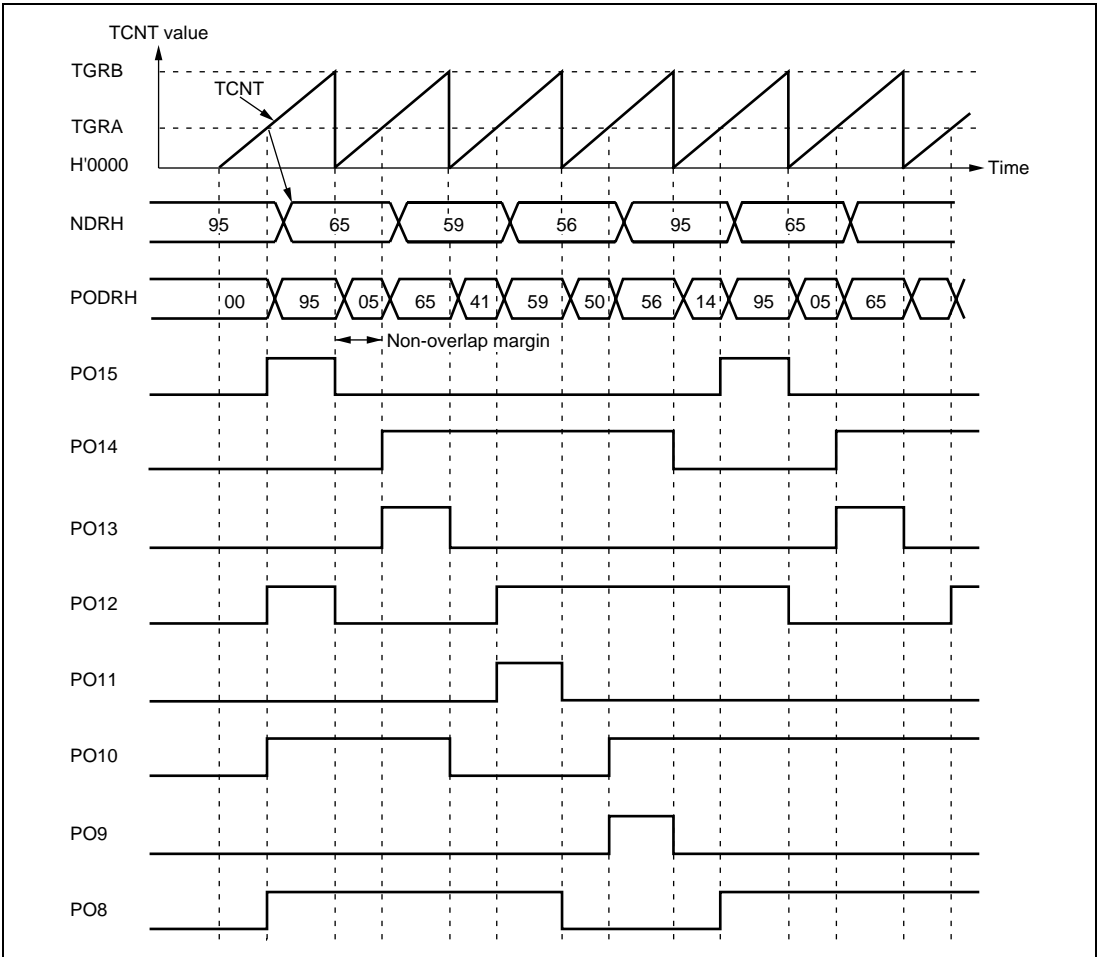 TCNT value
TGRB
TCNT
TGRA
H'0000
Time
NDRH 95 65 59 56 95 65
PODRH 00 95 05 65 41 59 50 56 14 95 05 65
Non-overlap margin
PO15
PO14
PO13
PO12
PO11
PO10
PO9
PO8